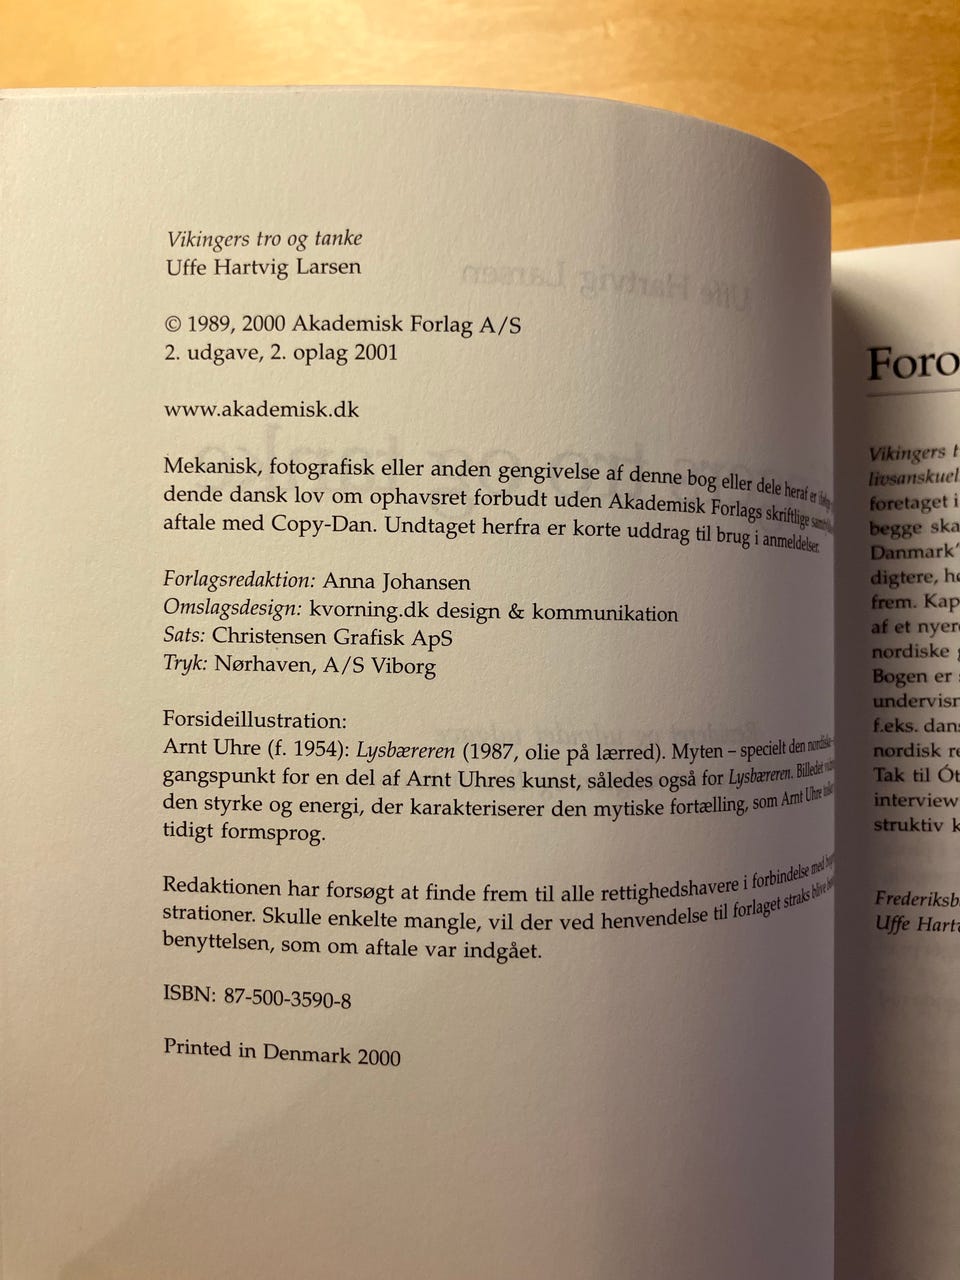 Vikingers tro og tanke
Uffe Hartvig Larsen
© 1989, 2000 Akademisk Forlag A/S
2. udgave, 2. oplag 2001
www.akademisk.dk
Mekanisk, fotografisk eller anden gengivelse af denne bog eller dele heraf er
dende dansk lov om ophavsret forbudt uden Akademisk Forlags skriftlige
aftale med Copy-Dan. Undtaget herfra er korte uddrag til brug i anmeldelser.
Forlagsredaktion: Anna Johansen
Omslagsdesign: kvorning.dk design & kommunikation
Sats: Christensen Grafisk ApS
Tryk: Nørhaven, A/S Viborg
Forsideillustration:
Arnt Uhre (f. 1954): Lysbæreren (1987, olie på lærred). Myten – specielt den
gangspunkt for en del af Arnt Uhres kunst, således også for Lysbæreren. Billedet
den styrke og energi, der karakteriserer den mytiske fortælling, som Arnt Uhre
tidigt formsprog.
Redaktionen har forsøgt at finde frem til alle rettighedshavere i forbindelse med
strationer. Skulle enkelte mangle, vil der ved henvendelse til forlaget straks blive
benyttelsen, som om aftale var indgået.
ISBN: 87-500-3590-8
Printed in Denmark 2000
Foro
Vikingers
livsanskuel
foretaget i
begge ska
Danmark'
digtere, he
frem. Kap
af et nyere
nordiske
Bogen er
undervisn
f.eks. dans
nordisk re
Tak til Ót
interview
struktiv k
Frederiksb
Uffe Hart